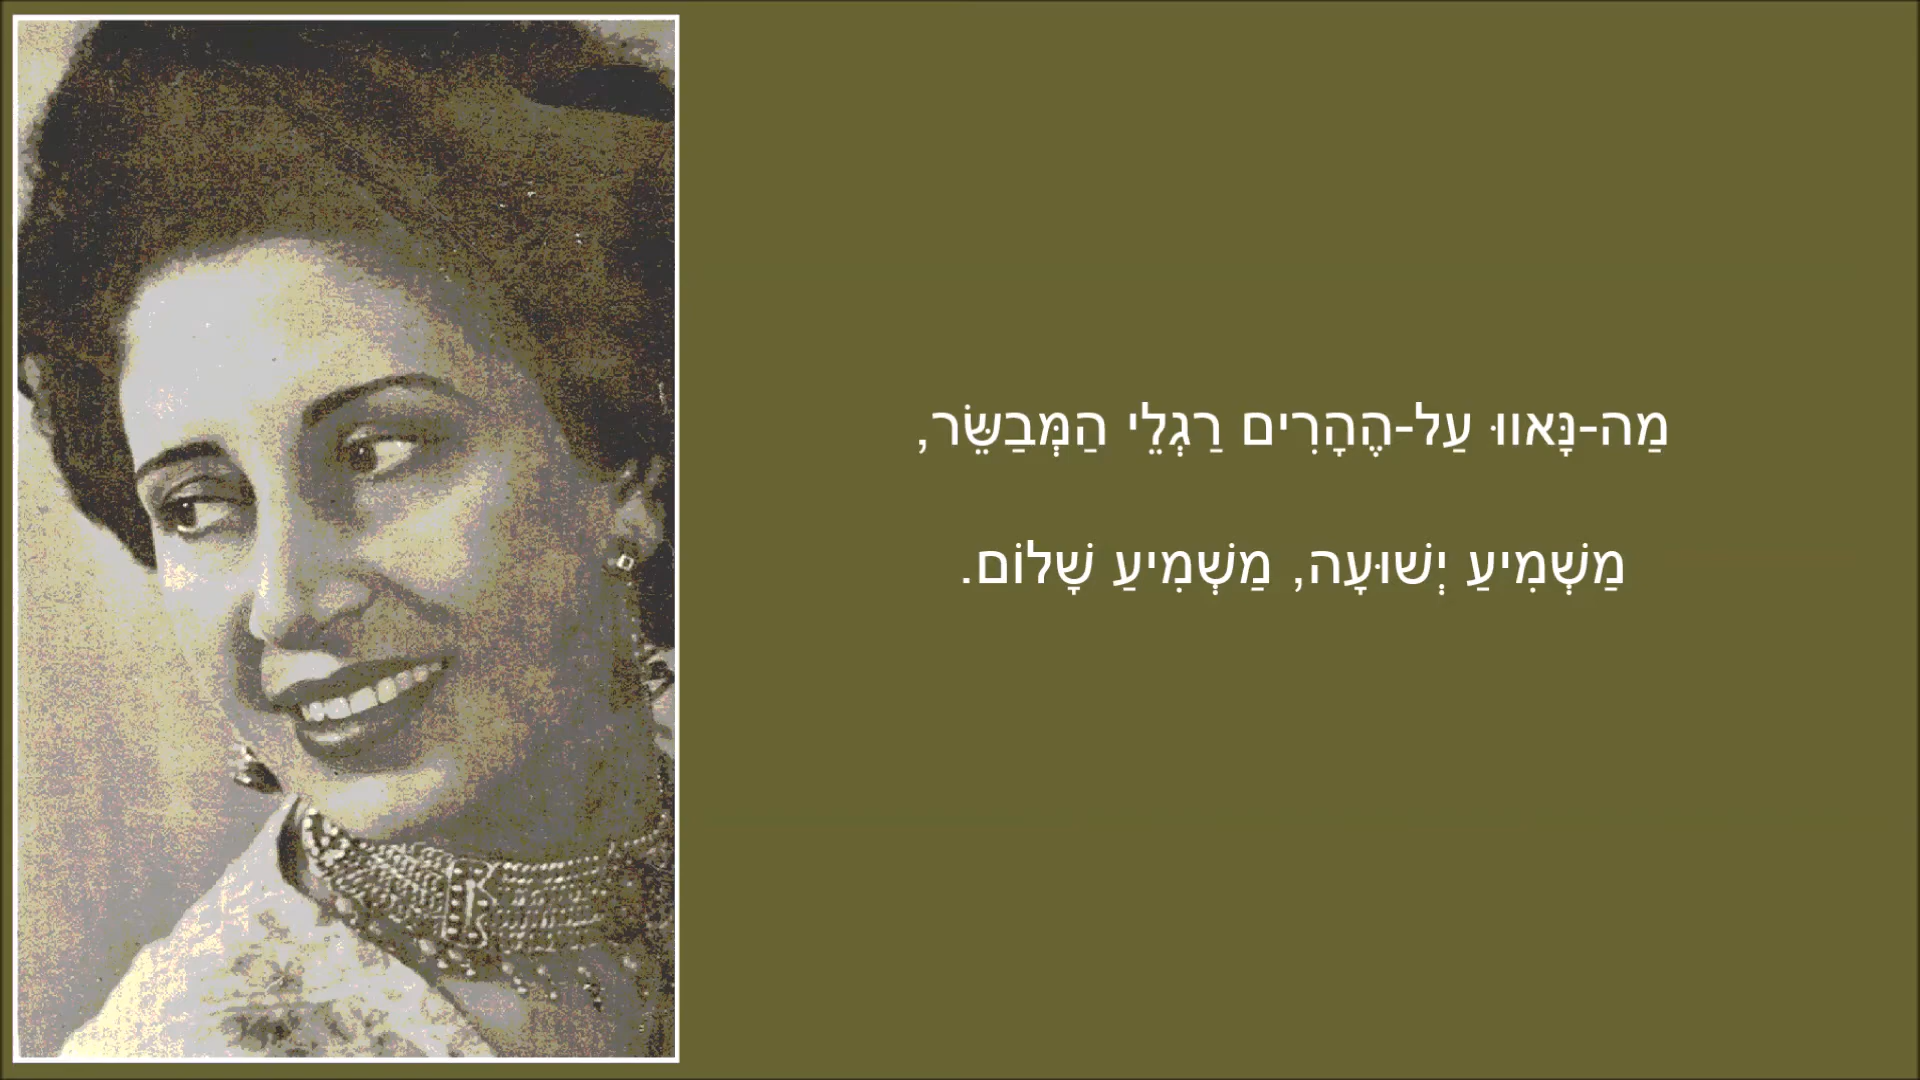 מַה-נָּאווּ עַל-הֶהָרִים רַגְלֵי הַמְּבַשֵּׂר,
מַשְׁמִיעַ יְשׁוּעָה, מַשְׁמִיעַ שָׁלוֹם.